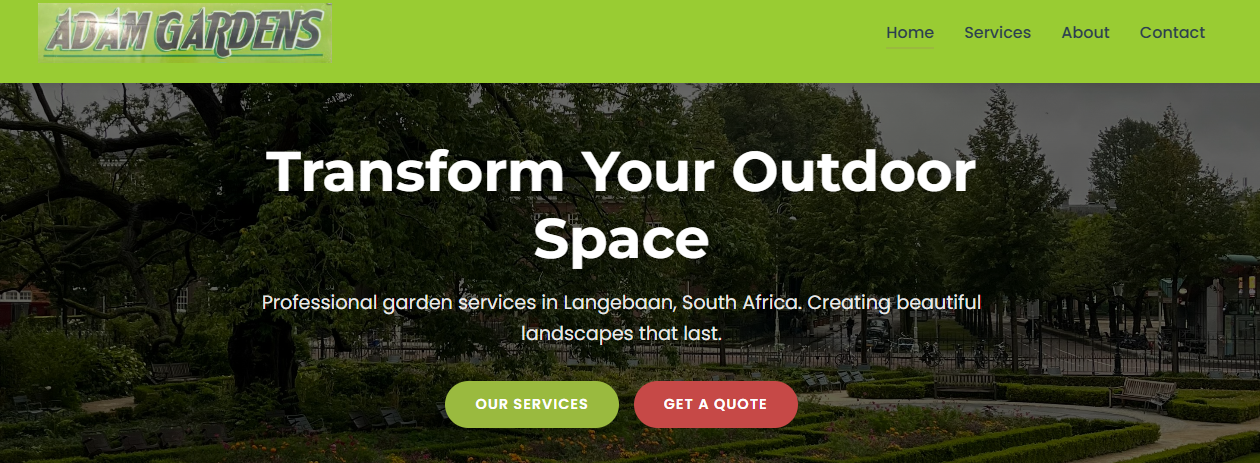 ADAM GARDENS
Home Services About Contact
Transform Your Outdoor
Space
Professional garden services in Langebaan, South Africa. Creating beautiful
landscapes that last.
OUR SERVICES GET A QUOTE